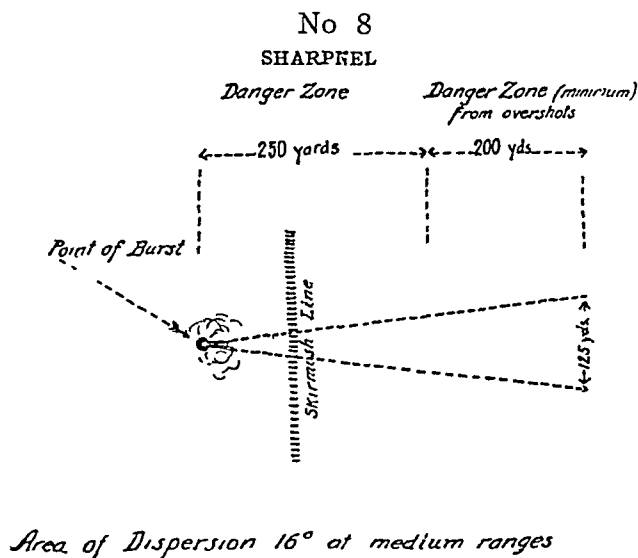 No 8
SHARPNEL
Danger Zone
Danger Zone (minimum)
from overshots
250 yards
200 yds.
Point of Burst
Skirmish Line
125 yds.
Area of Dispersion 16° at medium ranges